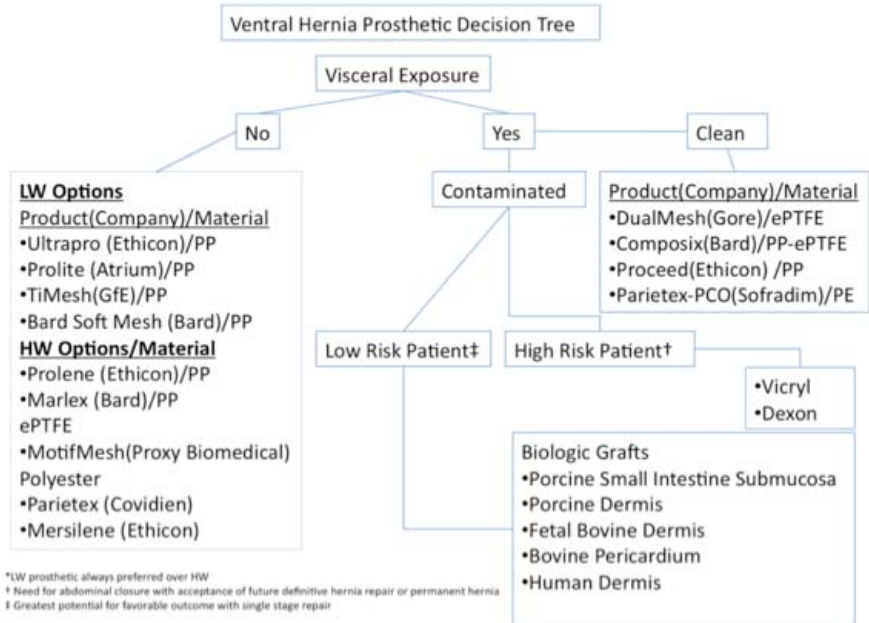 Ventral Hernia Prosthetic Decision Tree
Visceral Exposure
No
Yes
Clean
LW Options
Product(Company)/Material
•Ultrapro (Ethicon)/PP
•Prolite (Atrium)/PP
•TiMesh(GfE)/PP
•Bard Soft Mesh (Bard)/PP
HW Options/Material
•Prolene (Ethicon)/PP
•Marlex (Bard)/PP
ePTFE
•MotifMesh(Proxy Biomedical)
Polyester
•Parietex (Covidien)
•Mersilene (Ethicon)
Contaminated
Product(Company)/Material
•DualMesh(Gore)/ePTFE
•Composix(Bard)/PP-ePTFE
•Proceed(Ethicon) /PP
•Parietex-PCO(Sofradim)/PE
Low Risk Patient‡
High Risk Patient†
•Vicryl
•Dexon
Biologic Grafts
•Porcine Small Intestine Submucosa
•Porcine Dermis
•Fetal Bovine Dermis
•Bovine Pericardium
•Human Dermis
*LW prosthetic always preferred over HW
† Need for abdominal closure with acceptance of future definitive hernia repair or permanent hernia
‡ Greatest potential for favorable outcome with single stage repair